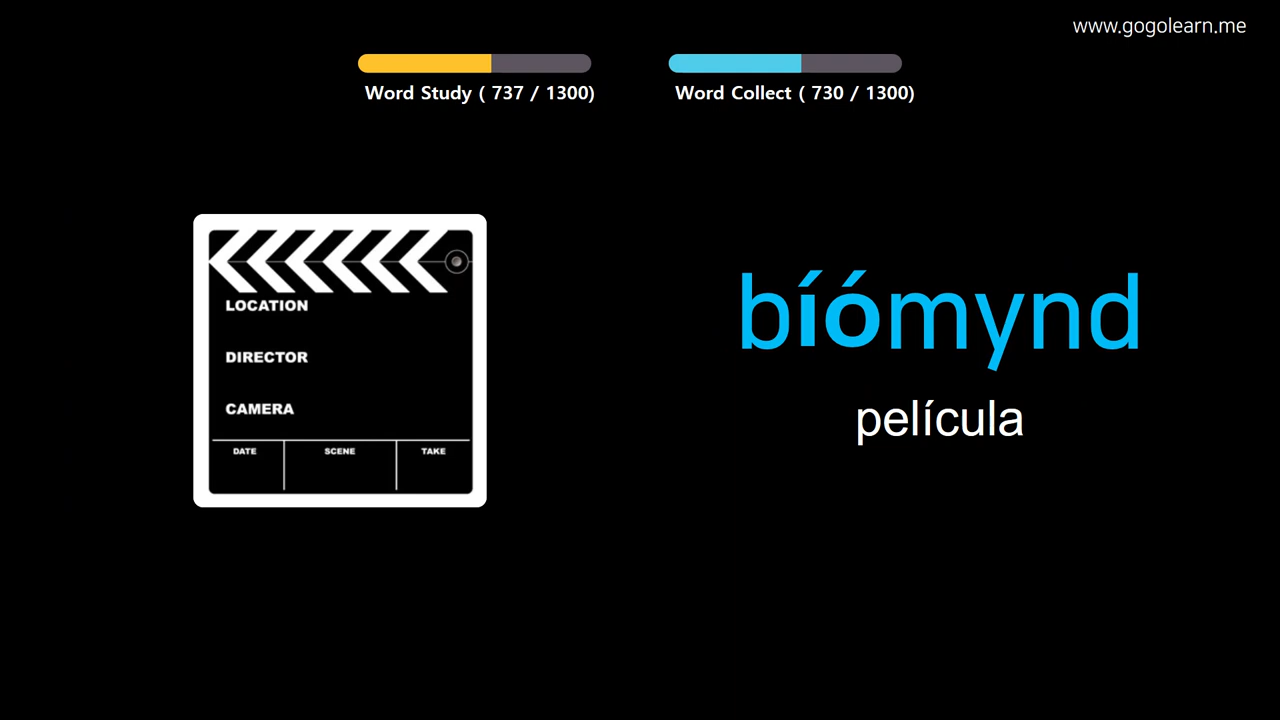 www.gogolearn.me
Word Study ( 737 / 1300)
Word Collect ( 730 / 1300)
LOCATION
DIRECTOR
CAMERA
DATE
SCENE
TAKE
bíómynd
película